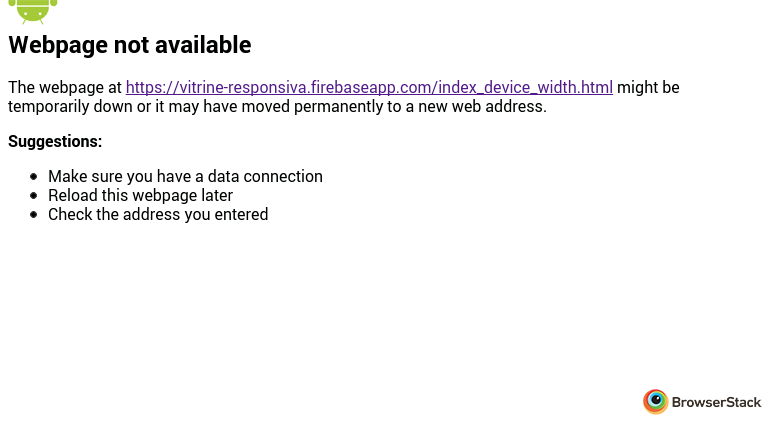 Webpage not available
The webpage at https://vitrine-responsiva.firebaseapp.com/index_device_width.html might be
temporarily down or it may have moved permanently to a new web address.
Suggestions:
Make sure you have a data connection
Reload this webpage later
Check the address you entered
BrowserStack